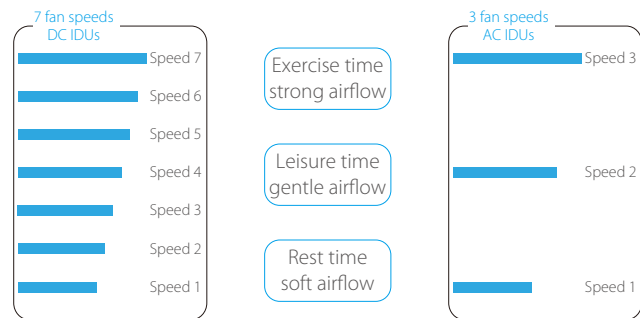 7 fan speeds
DC IDUs
Speed 7
Speed 6
Speed 5
Speed 4
Speed 3
Speed 2
Speed 1
Exercise time
strong airflow
Leisure time
gentle airflow
Rest time
soft airflow
3 fan speeds
AC IDUs
Speed 3
Speed 2
Speed 1